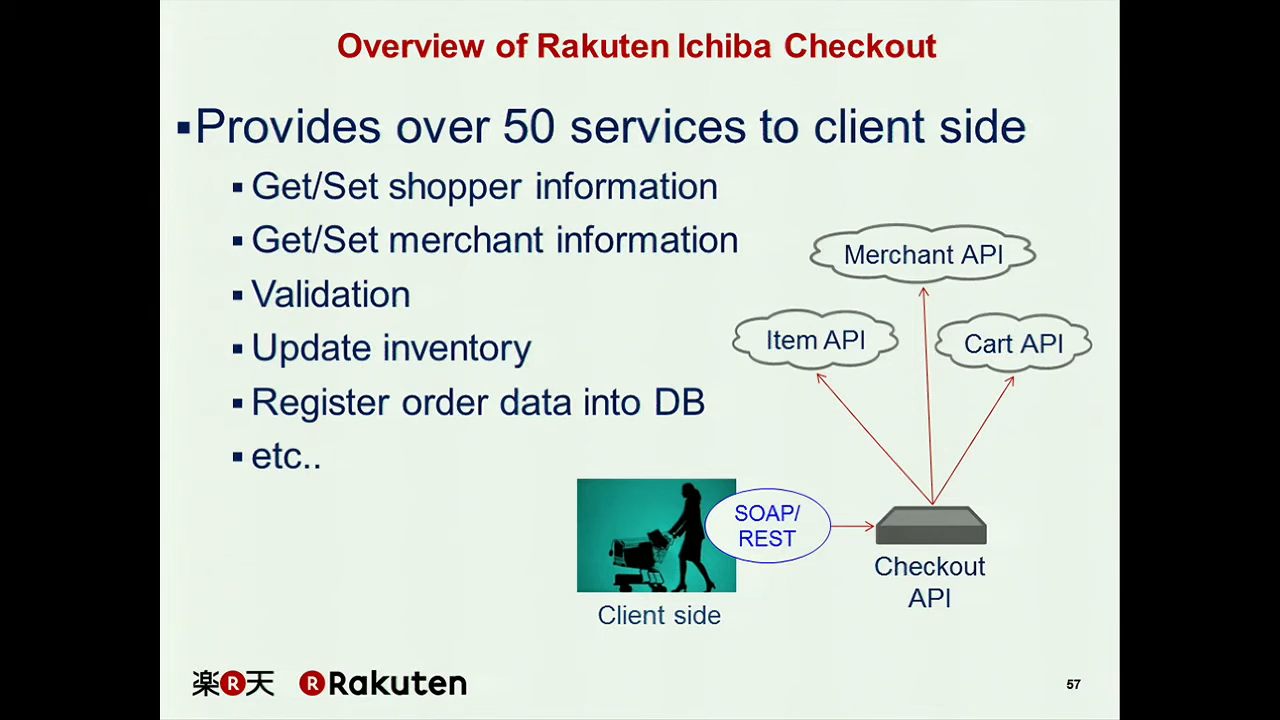 Overview of Rakuten Ichiba Checkout
▪Provides over 50 services to client side
▪Get/Set shopper information
▪Get/Set merchant information
▪Validation
▪Update inventory
▪Register order data into DB
▪etc..
Merchant API
Item API
Cart API
SOAP/
REST
Checkout
API
Client side
楽R天 R Rakuten
57